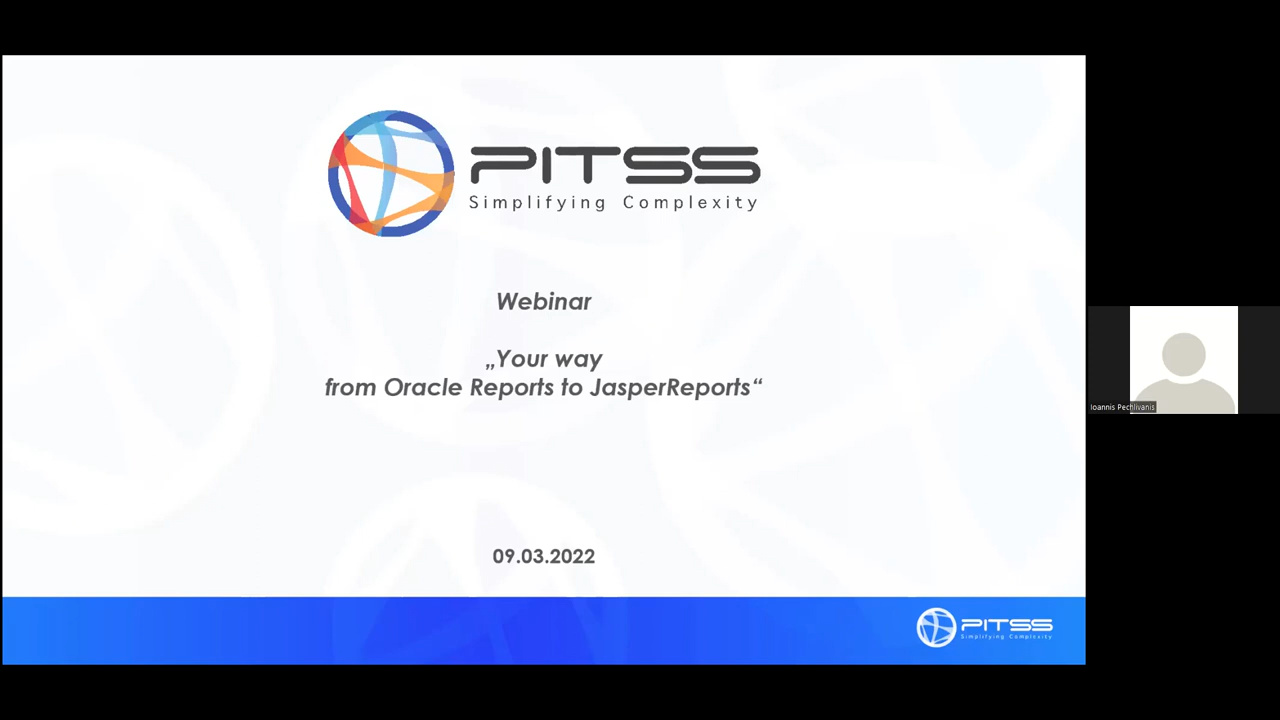 PITSS
Simplifying Complexity
Webinar
„Your way
from Oracle Reports to JasperReports“
09.03.2022
PITSS
Simplifying Complexity
Ioannis Pechlivanis